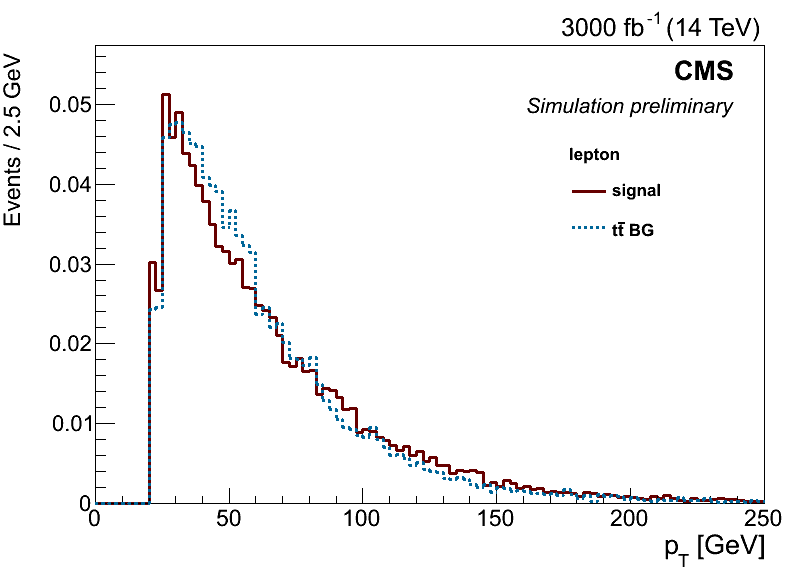 3000 fb⁻¹ (14 TeV)
CMS
Simulation preliminary
lepton
signal
tt̄ BG
Events / 2.5 GeV
0.05
0.04
0.03
0.02
0.01
0
0 50 100 150 200 250
p_T [GeV]